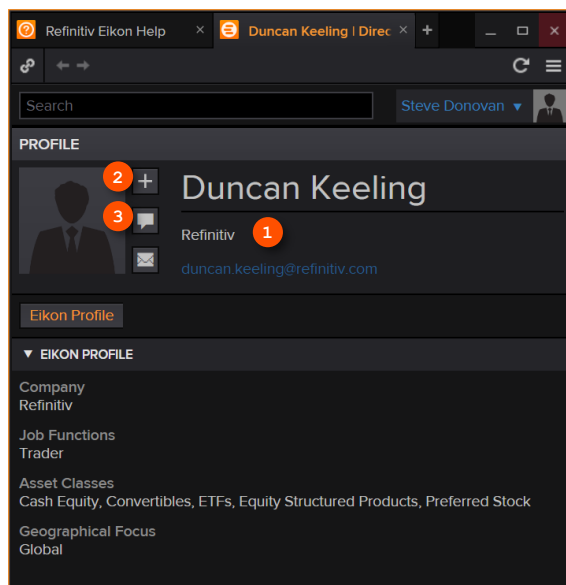 Refinitiv Eikon Help
Duncan Keeling | Direc
Search
Steve Donovan
PROFILE
2
Duncan Keeling
3
Refinitiv
1
duncan.keeling@refinitiv.com
Eikon Profile
EIKON PROFILE
Company
Refinitiv
Job Functions
Trader
Asset Classes
Cash Equity, Convertibles, ETFs, Equity Structured Products, Preferred Stock
Geographical Focus
Global